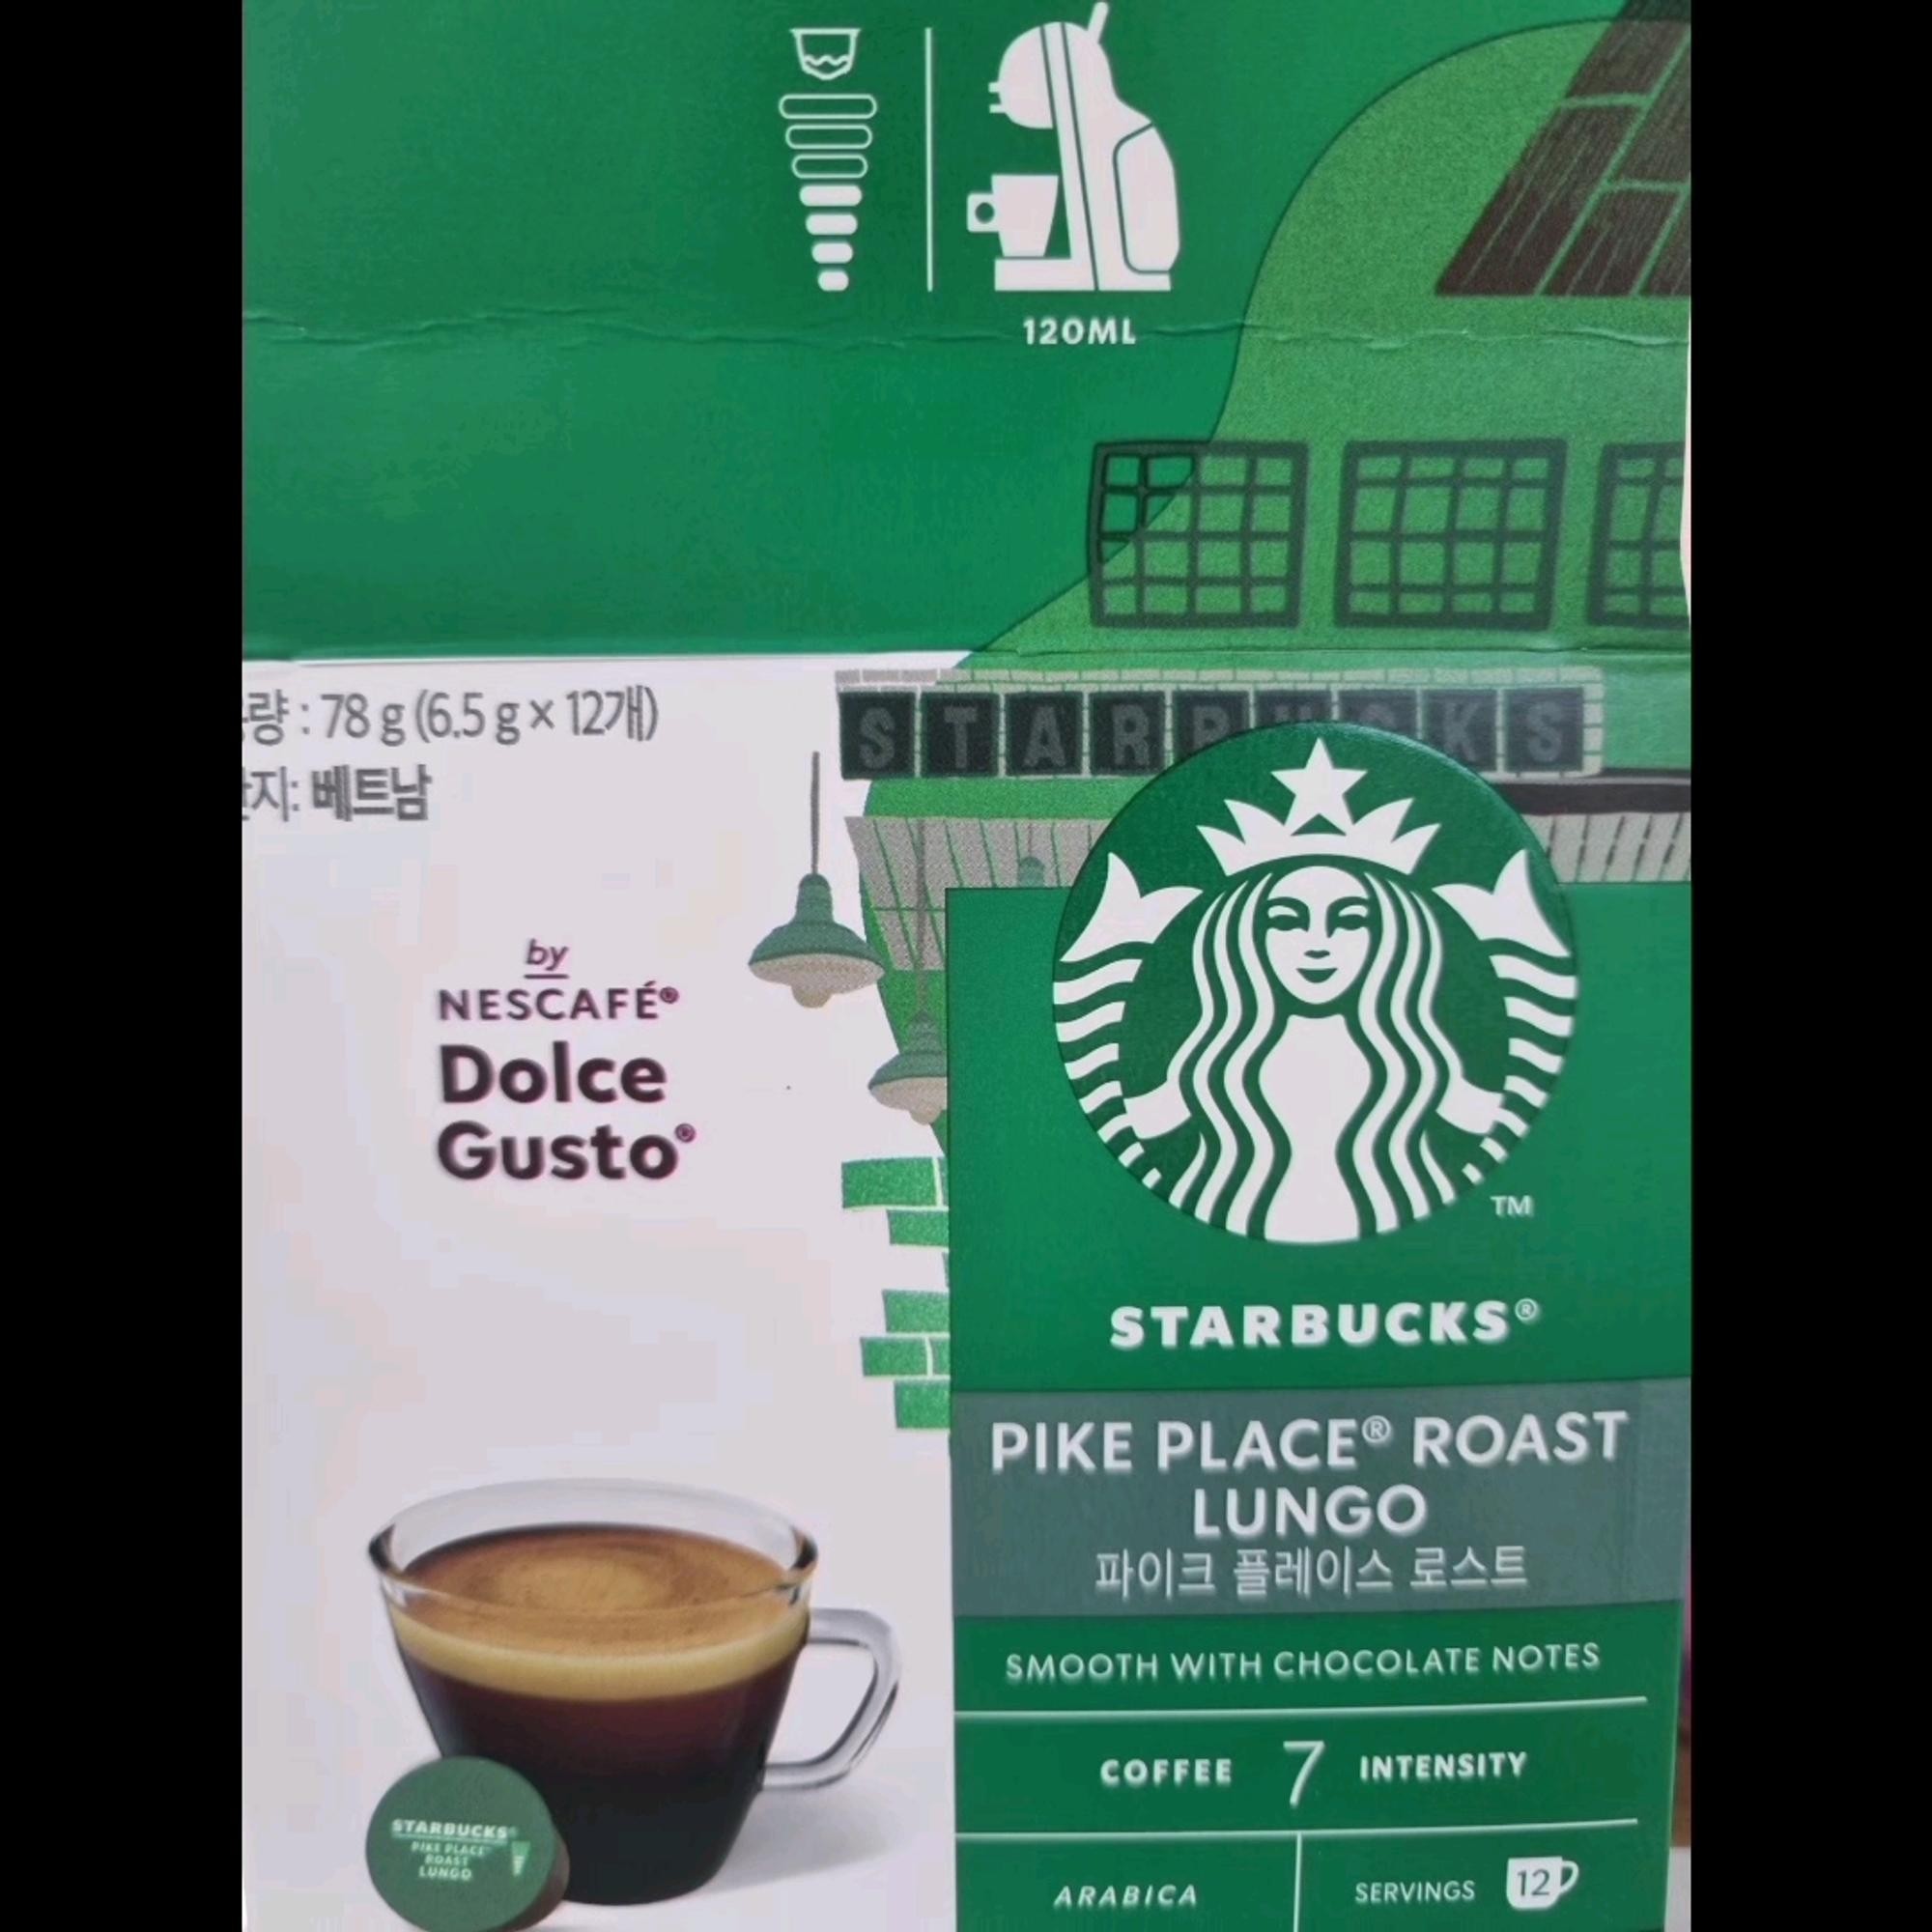 120ML
량 : 78 g (6.5 g × 12개)
지: 베트남
STARBUCKS
by
NESCAFÉ®
Dolce
Gusto®
TM
STARBUCKS®
PIKE PLACE® ROAST
LUNGO
파이크 플레이스 로스트
SMOOTH WITH CHOCOLATE NOTES
COFFEE 7 INTENSITY
ARABICA
SERVINGS 12
STARBUCKS®
PIKE PLACE
ROAST
LUNGO